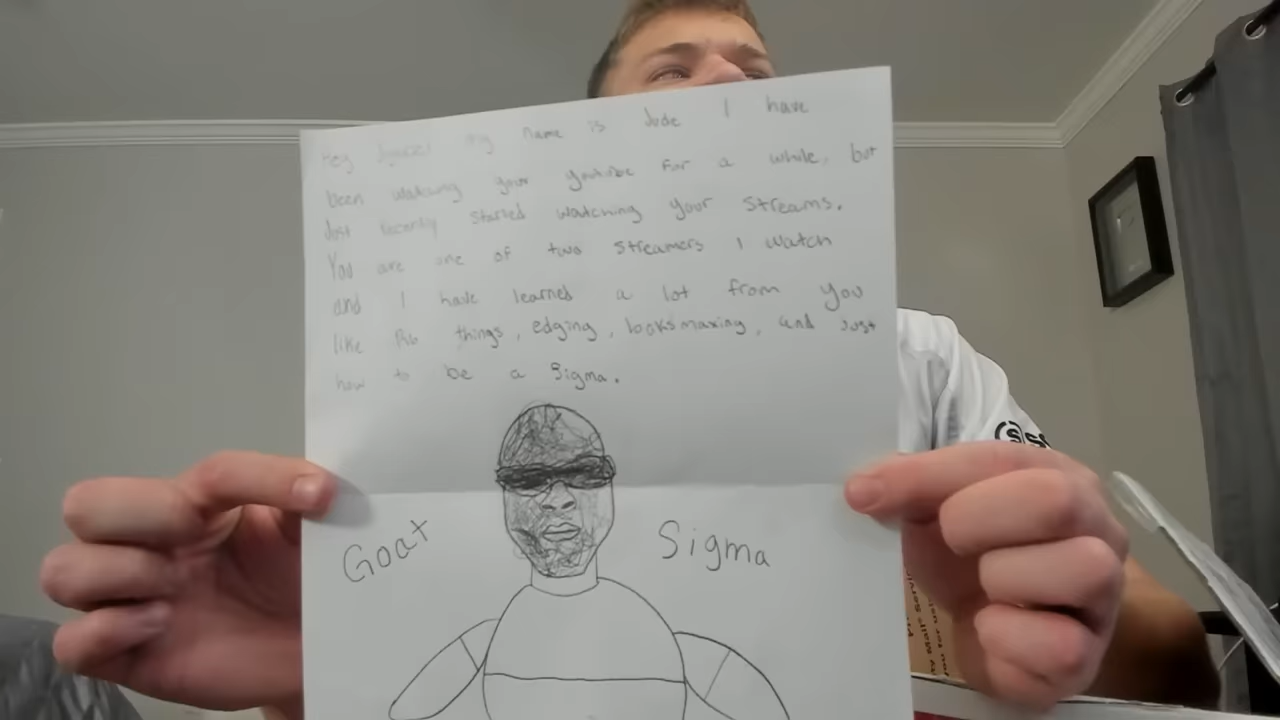 Hey my name is Jude I have
been watching your youtube for a while, but
Just recently started watching your streams.
You are one of two streamers I watch
and I have learned a lot from you
like Rb things, edging, looksmaxing, and Just
how to be a Sigma.
Goat
Sigma